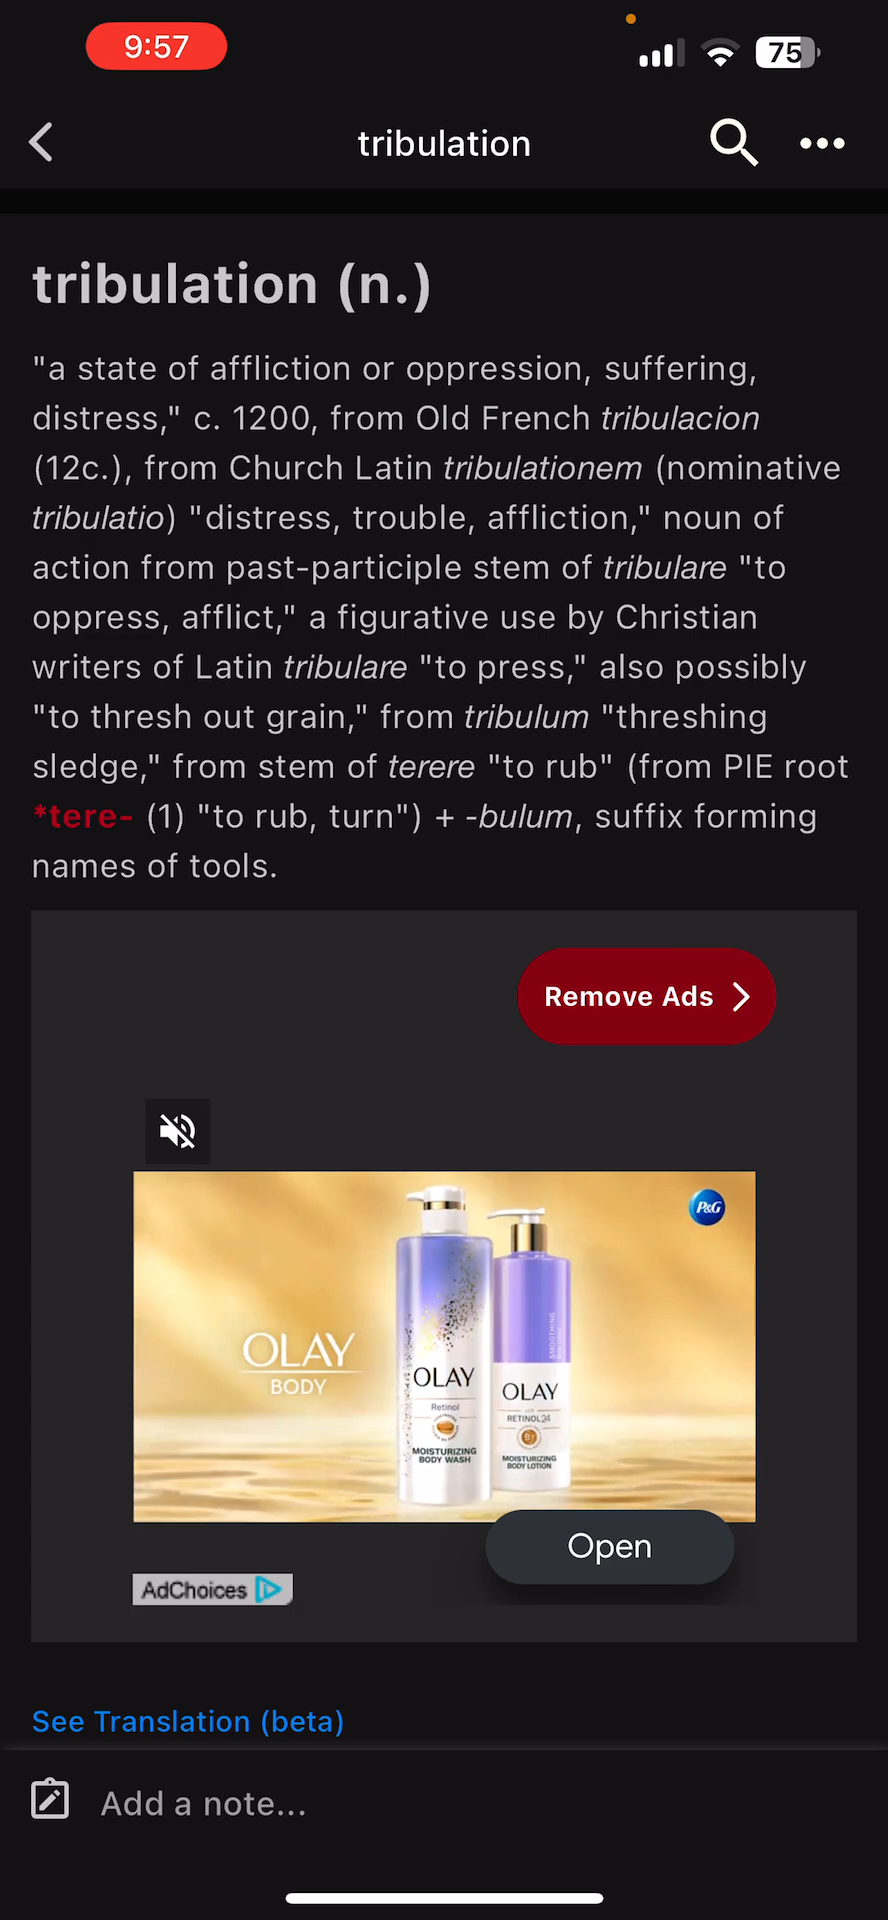 9:57
75
tribulation
tribulation (n.)
"a state of affliction or oppression, suffering,
distress," c. 1200, from Old French tribulacion
(12c.), from Church Latin tribulationem (nominative
tribulatio) "distress, trouble, affliction," noun of
action from past-participle stem of tribulare "to
oppress, afflict," a figurative use by Christian
writers of Latin tribulare "to press," also possibly
"to thresh out grain," from tribulum "threshing
sledge," from stem of terere "to rub" (from PIE root
*tere- (1) "to rub, turn") + -bulum, suffix forming
names of tools.
Remove Ads
P&G
OLAY
BODY
OLAY
Retinol
MOISTURIZING
BODY WASH
SMOOTHING
OLAY
RETINOL24
B3
MOISTURIZING
BODY LOTION
Open
AdChoices
See Translation (beta)
Add a note...